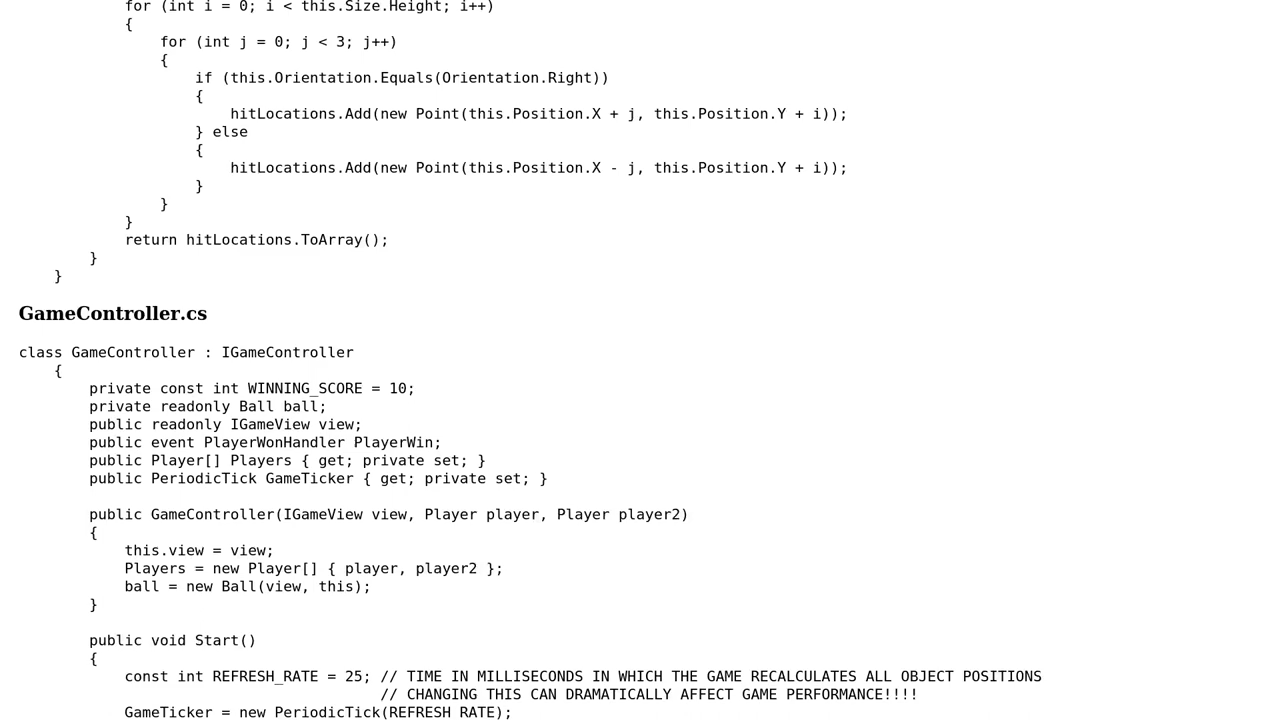 for (int i = 0; i < this.Size.Height; i++)
{
for (int j = 0; j < 3; j++)
{
if (this.Orientation.Equals(Orientation.Right))
{
hitLocations.Add(new Point(this.Position.X + j, this.Position.Y + i));
} else
{
hitLocations.Add(new Point(this.Position.X - j, this.Position.Y + i));
}
}
}
return hitLocations.ToArray();
}
}
GameController.cs
class GameController : IGameController
{
private const int WINNING_SCORE = 10;
private readonly Ball ball;
public readonly IGameView view;
public event PlayerWonHandler PlayerWin;
public Player[] Players { get; private set; }
public PeriodicTick GameTicker { get; private set; }
public GameController(IGameView view, Player player, Player player2)
{
this.view = view;
Players = new Player[] { player, player2 };
ball = new Ball(view, this);
}
public void Start()
{
const int REFRESH_RATE = 25; // TIME IN MILLISECONDS IN WHICH THE GAME RECALCULATES ALL OBJECT POSITIONS
// CHANGING THIS CAN DRAMATICALLY AFFECT GAME PERFORMANCE!!!!
GameTicker = new PeriodicTick(REFRESH_RATE);